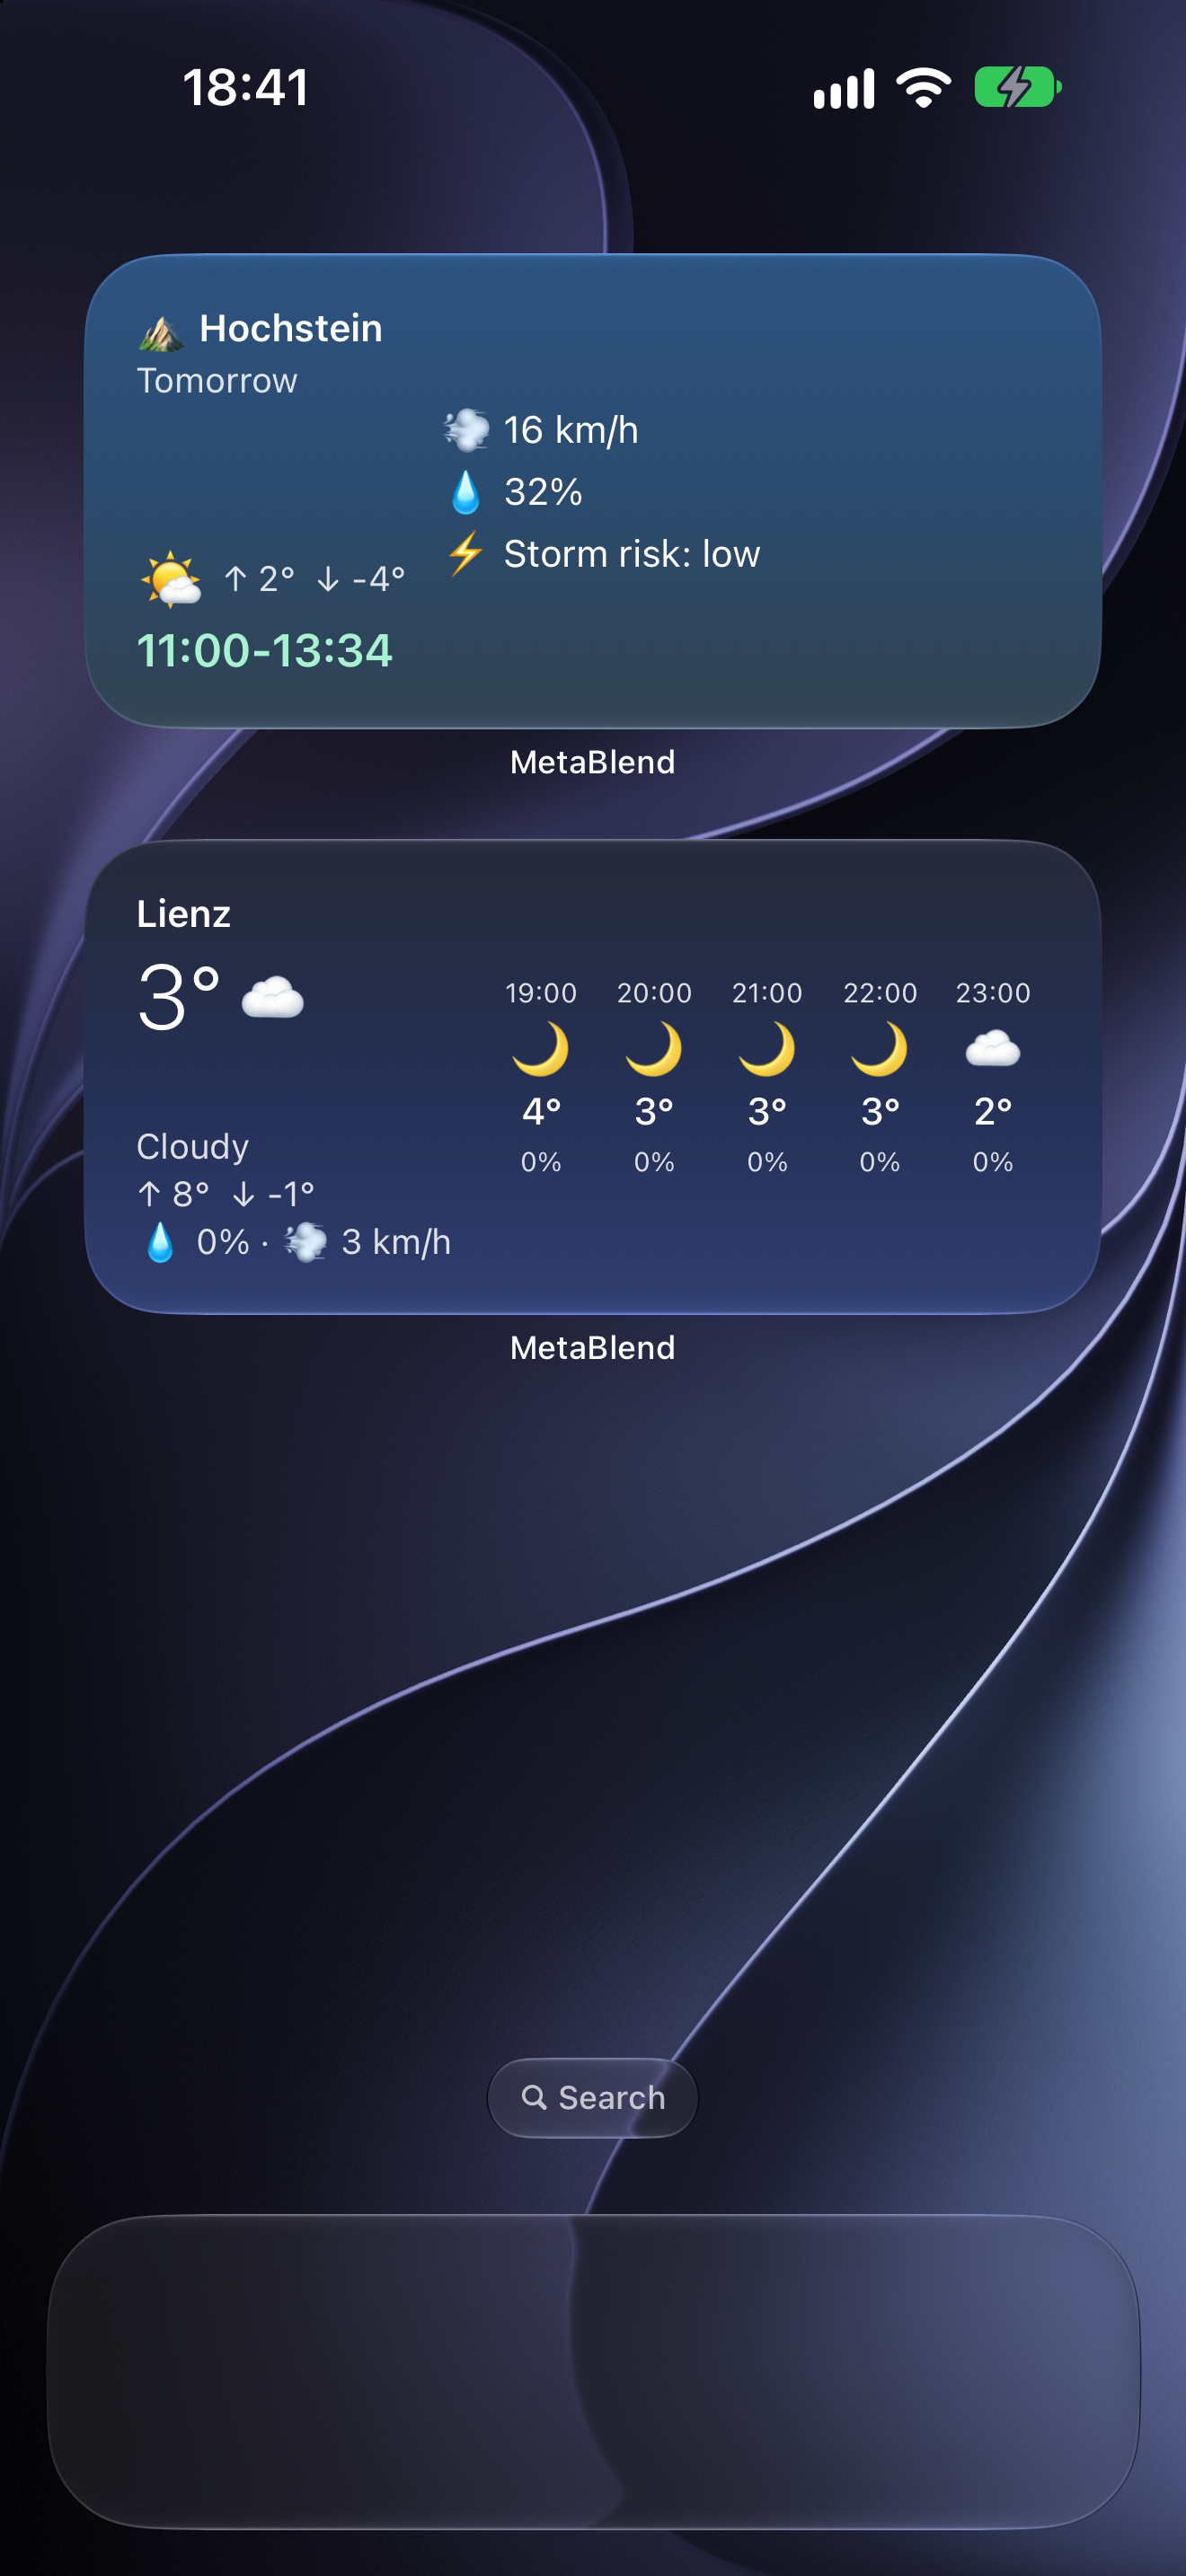 18:41
Hochstein
Tomorrow
16 km/h
32%
Storm risk: low
↑ 2° ↓ -4°
11:00-13:34
MetaBlend
Lienz
3°
19:00 20:00 21:00 22:00 23:00
4° 3° 3° 3° 2°
0% 0% 0% 0% 0%
Cloudy
↑ 8° ↓ -1°
0% · 3 km/h
MetaBlend
Search